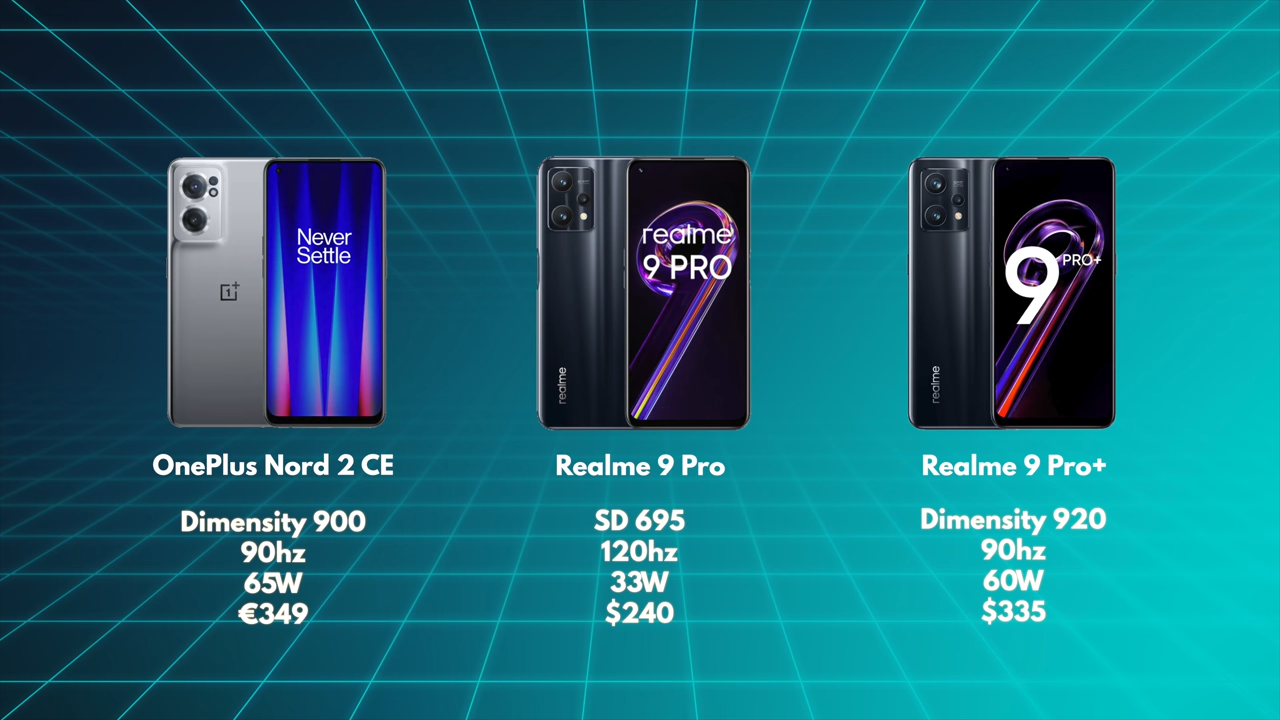 Never
Settle
1+
realme
realme
9 PRO
realme
9 PRO+
OnePlus Nord 2 CE
Dimensity 900
90hz
65W
€349
Realme 9 Pro
SD 695
120hz
33W
$240
Realme 9 Pro+
Dimensity 920
90hz
60W
$335